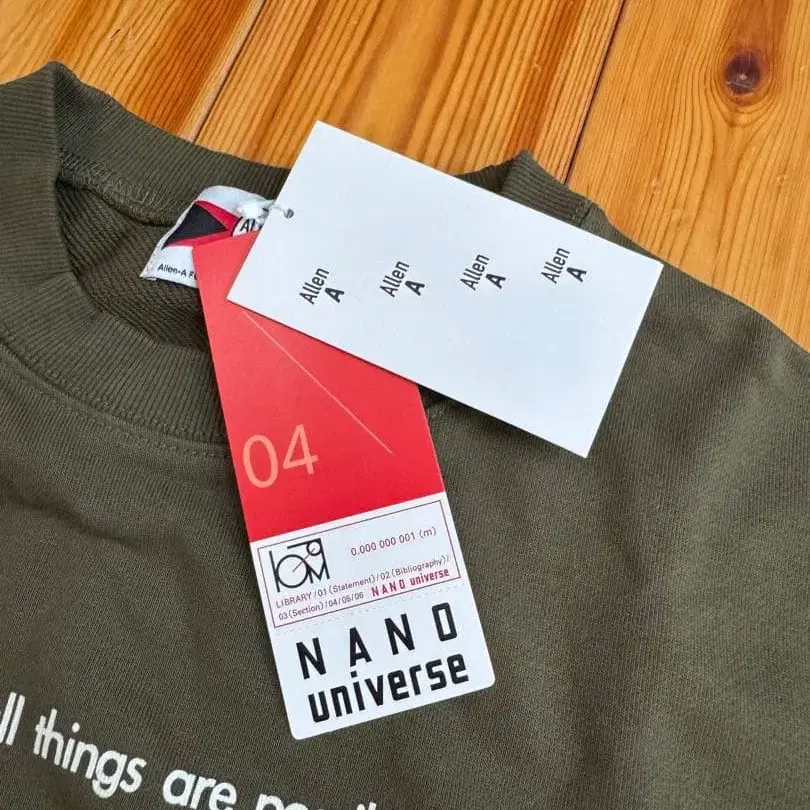 Allen
A
Allen
A
Allen
A
Allen
A
Allen-A
04
0.000 000 001 (m)
LIBRARY/01(Statement)/02(Bibliography)/
03(Section)/04/05/06 NANO universe
NANO
universe
things are